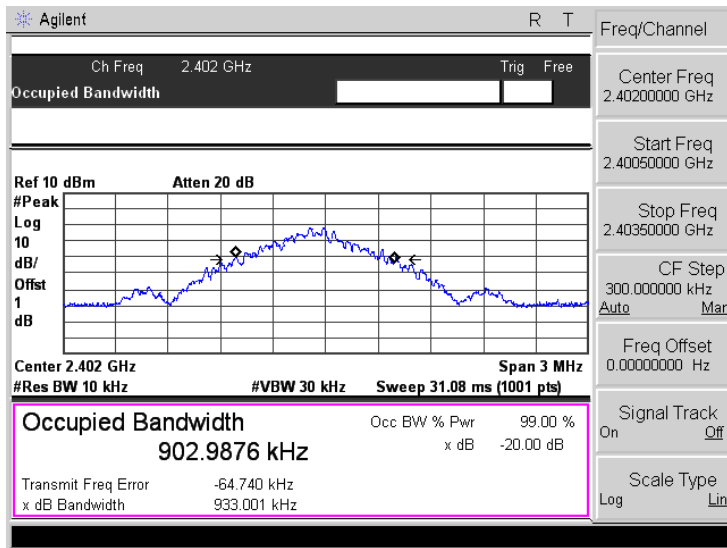 Agilent R T
Ch Freq 2.402 GHz Trig Free
Occupied Bandwidth
Ref 10 dBm Atten 20 dB
#Peak
Log
10
dB/
Offst
1
dB
Center 2.402 GHz Span 3 MHz
#Res BW 10 kHz #VBW 30 kHz Sweep 31.08 ms (1001 pts)
Occupied Bandwidth Occ BW % Pwr 99.00 %
902.9876 kHz x dB -20.00 dB
Transmit Freq Error -64.740 kHz
x dB Bandwidth 933.001 kHz
Freq/Channel
Center Freq
2.40200000 GHz
Start Freq
2.40050000 GHz
Stop Freq
2.40350000 GHz
CF Step
300.000000 kHz
Auto Man
Freq Offset
0.00000000 Hz
Signal Track
On Off
Scale Type
Log Lin